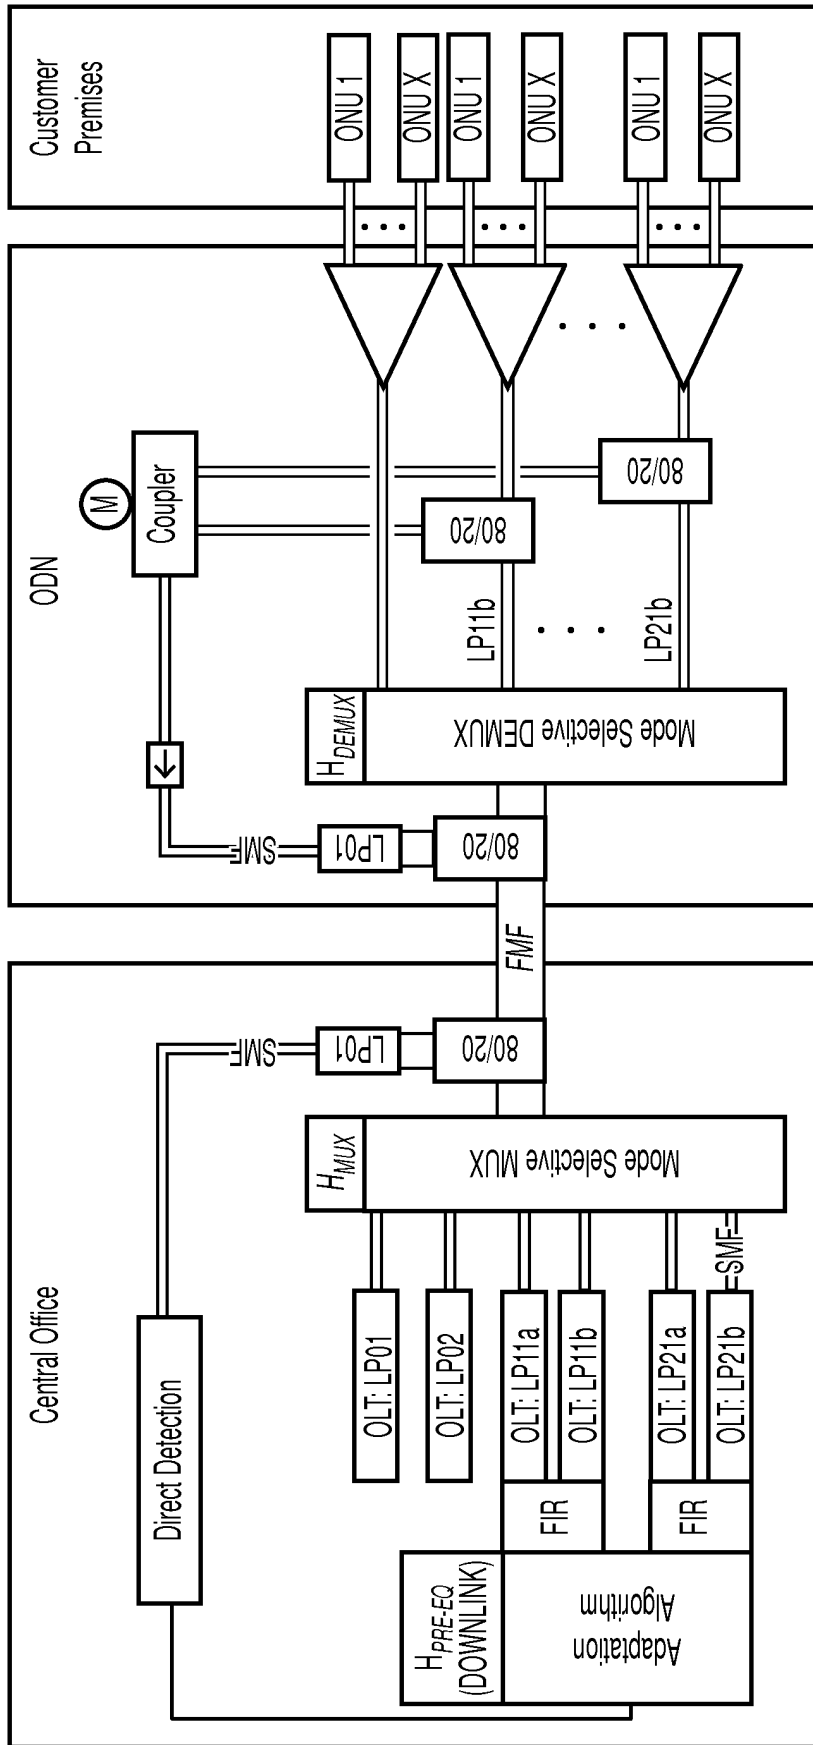 Central Office
Direct Detection
H PRE-EQ
(DOWNLINK)
Adaptation
Algorithm
FIR
FIR
OLT: LP01
OLT: LP02
OLT: LP11a
OLT: LP11b
OLT: LP21a
OLT: LP21b
SMF
H MUX
Mode Selective MUX
SMF
LP01
80/20
FMF
ODN
SMF
LP01
80/20
H DEMUX
Mode Selective DEMUX
M
Coupler
LP11b
80/20
LP21b
80/20
Customer
Premises
ONU 1
ONU X
ONU 1
ONU X
ONU 1
ONU X